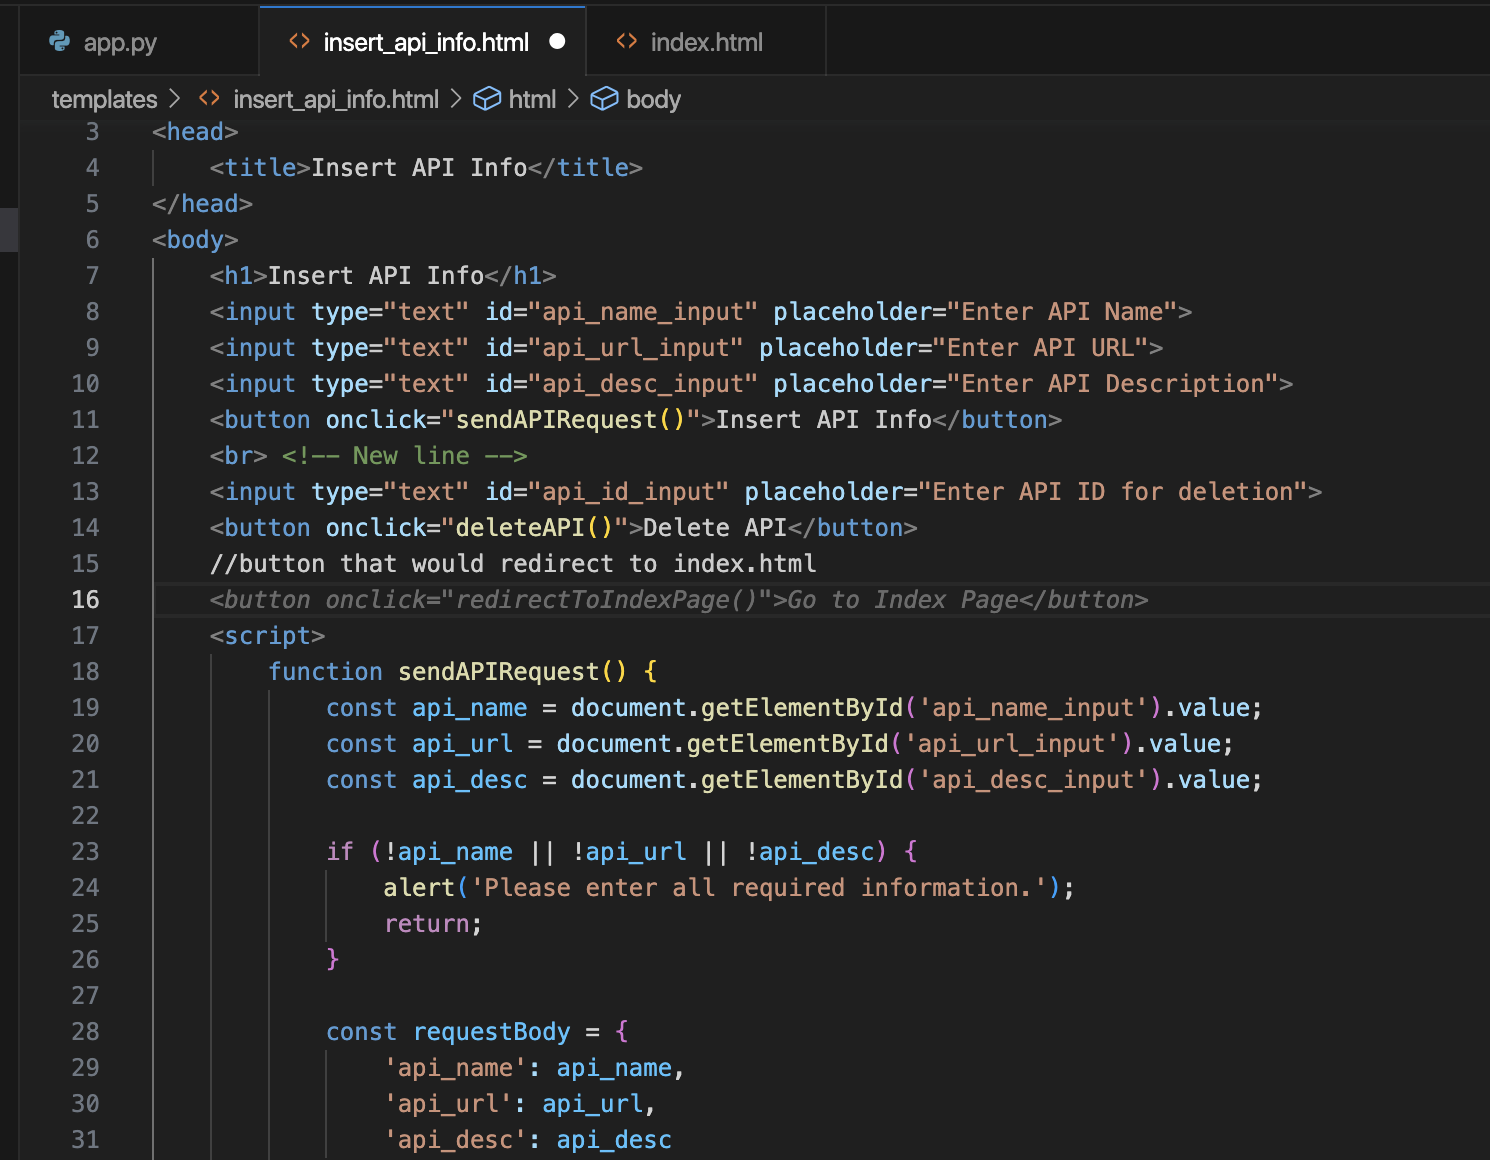 app.py
insert_api_info.html
index.html
templates > insert_api_info.html > html > body
3 <head>
4 <title>Insert API Info</title>
5 </head>
6 <body>
7 <h1>Insert API Info</h1>
8 <input type="text" id="api_name_input" placeholder="Enter API Name">
9 <input type="text" id="api_url_input" placeholder="Enter API URL">
10 <input type="text" id="api_desc_input" placeholder="Enter API Description">
11 <button onclick="sendAPIRequest()">Insert API Info</button>
12 <br> <!-- New line -->
13 <input type="text" id="api_id_input" placeholder="Enter API ID for deletion">
14 <button onclick="deleteAPI()">Delete API</button>
15 //button that would redirect to index.html
16 <button onclick="redirectToIndexPage()">Go to Index Page</button>
17 <script>
18 function sendAPIRequest() {
19 const api_name = document.getElementById('api_name_input').value;
20 const api_url = document.getElementById('api_url_input').value;
21 const api_desc = document.getElementById('api_desc_input').value;
22
23 if (!api_name || !api_url || !api_desc) {
24 alert('Please enter all required information.');
25 return;
26 }
27
28 const requestBody = {
29 'api_name': api_name,
30 'api_url': api_url,
31 'api_desc': api_desc